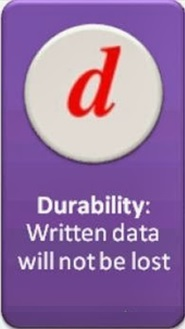 d
Durability:
Written data
will not be lost